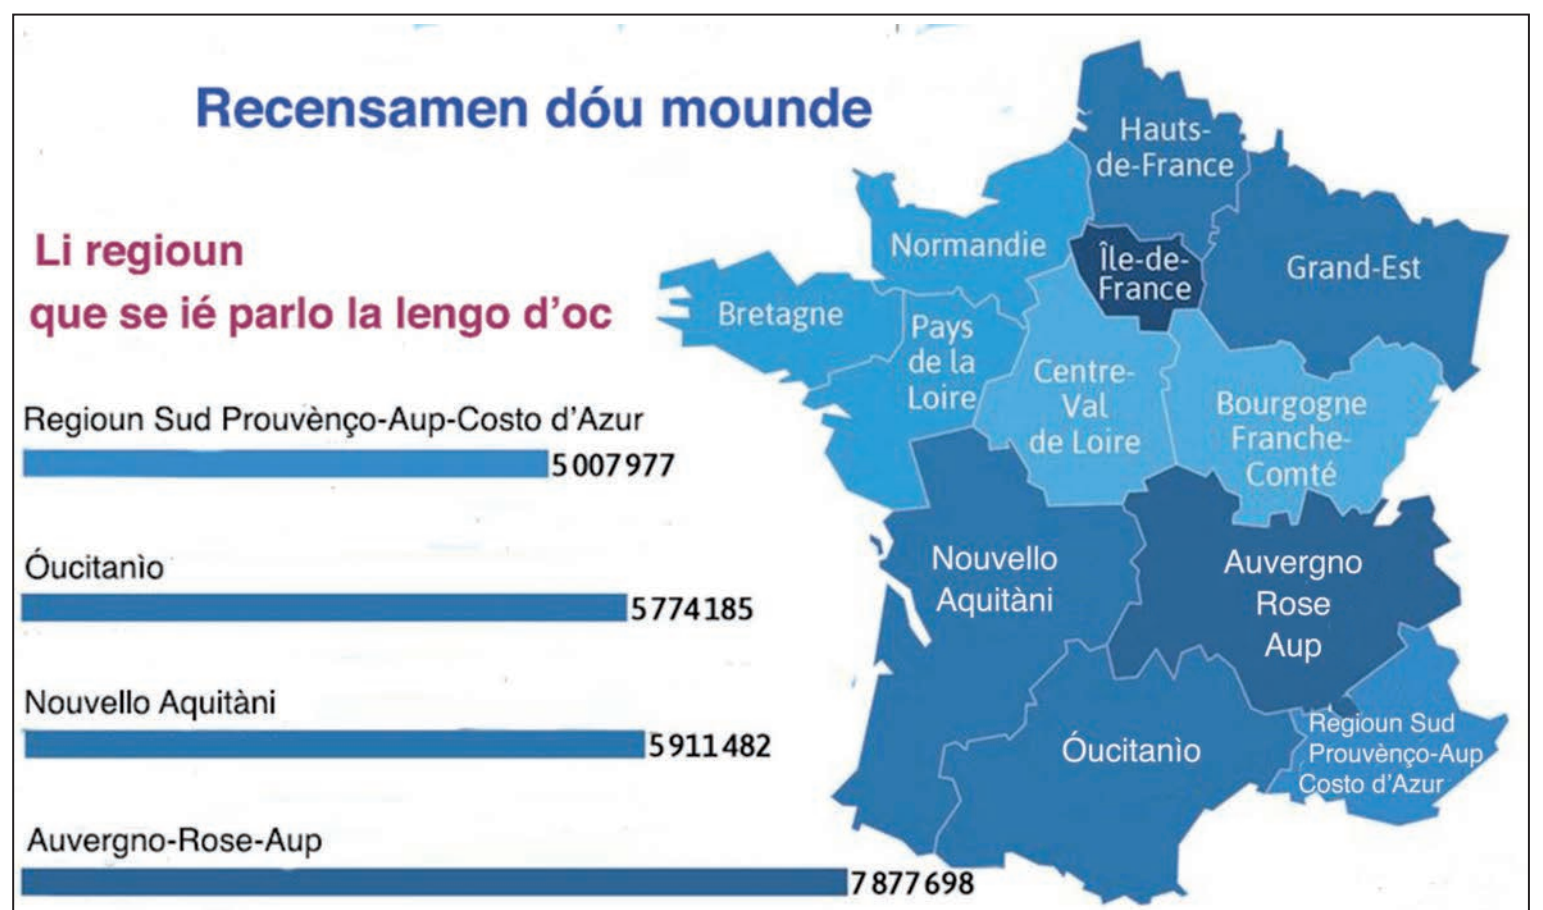 Recensamen dóu mounde
Li regioun
que se ié parlo la lengo d'oc
Regioun Sud Prouvènço-Aup-Costo d'Azur
5 007 977
Óucitanìo
5 774 185
Nouvello Aquitàni
5 911 482
Auvergno-Rose-Aup
7 877 698
Hauts-
de-France
Normandie
Île-de-
France
Grand-Est
Bretagne
Pays
de la
Loire
Centre-
Val
de Loire
Bourgogne
Franche-
Comté
Nouvello
Aquitàni
Auvergno
Rose
Aup
Óucitanìo
Regioun Sud
Prouvènço-Aup
Costo d'Azur